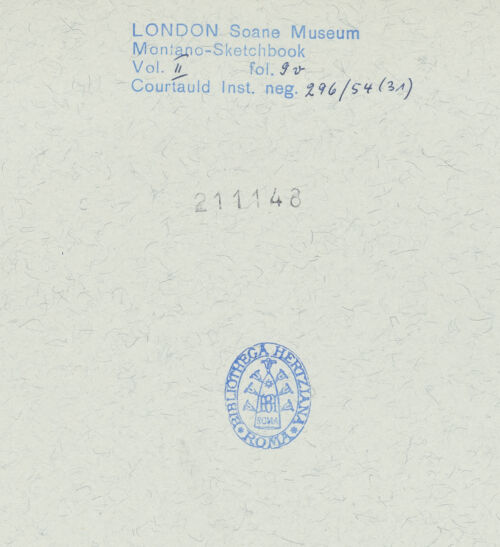 LONDON Soane Museum
Montano-Sketchbook
Vol. II fol. 9v
Courtauld Inst. neg. 296/54(31)
211148
BIBLIOTHECA HERTZIANA
ROMA
ROMA